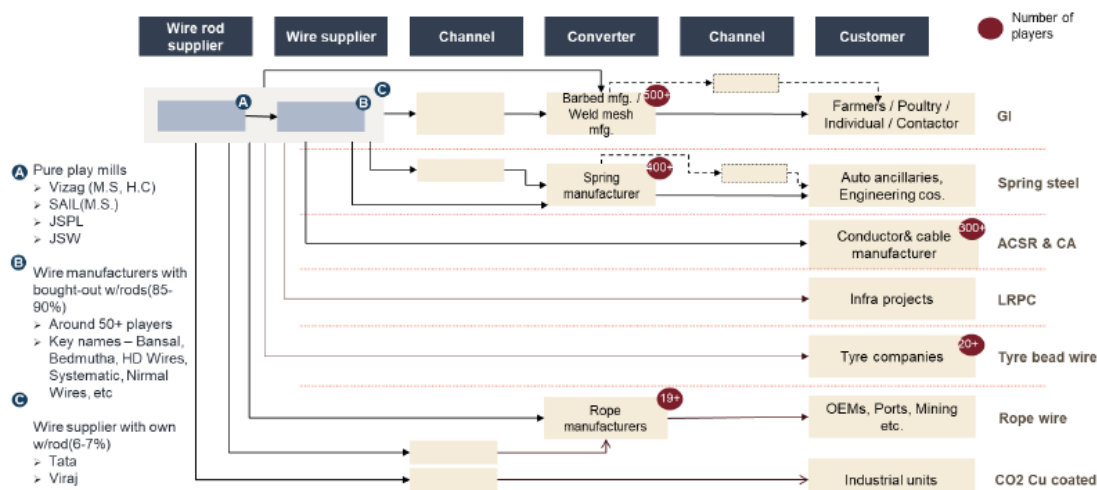 Wire rod
supplier
Wire supplier
Channel
Converter
Channel
Customer
Number of
players
A
B
C
Barbed mfg. /
Weld mesh
mfg.
500+
Farmers / Poultry /
Individual / Contactor
GI
A
Pure play mills
➢ Vizag (M.S, H.C)
➢ SAIL(M.S.)
➢ JSPL
➢ JSW
Spring
manufacturer
400+
Auto ancillaries,
Engineering cos.
Spring steel
Conductor& cable
manufacturer
300+
ACSR & CA
B
Wire manufacturers with
bought-out w/rods(85-
90%)
➢ Around 50+ players
➢ Key names – Bansal,
Bedmutha, HD Wires,
Systematic, Nirmal
Wires, etc
Infra projects
LRPC
Tyre companies
20+
Tyre bead wire
C
Wire supplier with own
w/rod(6-7%)
➢ Tata
➢ Viraj
Rope
manufacturers
19+
OEMs, Ports, Mining
etc.
Rope wire
Industrial units
CO2 Cu coated